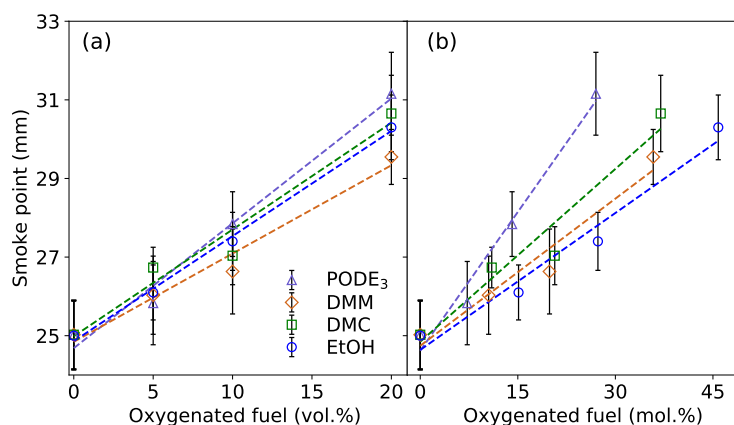 33
31
29
27
25
Smoke point (mm)
(a)
(b)
PODE₃
DMM
DMC
EtOH
0 5 10 15 20
Oxygenated fuel (vol.%)
0 15 30 45
Oxygenated fuel (mol.%)